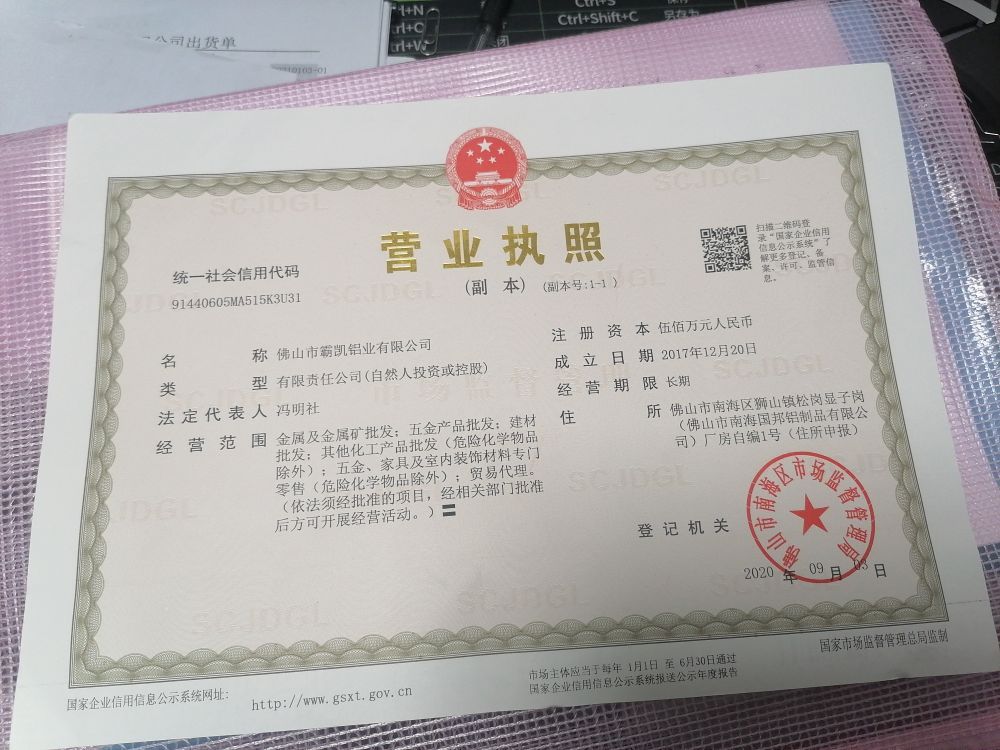 公司出货单
Ctrl+S
Ctrl+Shift+C
另存为
营业执照
(副 本) (副本号:1-1 )
统一社会信用代码
91440605MA515K3U31
扫描二维码登
录“国家企业信用
信息公示系统”了
解更多登记、备
案、许可、监管信
息。
名 称 佛山市霸凯铝业有限公司
类 型 有限责任公司(自然人投资或控股)
法定代表人 冯明社
经营范围 金属及金属矿批发；五金产品批发；建材
批发；其他化工产品批发（危险化学物品
除外）；五金、家具及室内装饰材料专门
零售（危险化学物品除外）；贸易代理。
（依法须经批准的项目，经相关部门批准
后方可开展经营活动。）
注册资本 伍佰万元人民币
成立日期 2017年12月20日
经营期限 长期
住 所 佛山市南海区狮山镇松岗显子岗
（佛山市南海国邦铝制品有限公
司）厂房自编1号（住所申报）
登记机关
佛山市南海区市场监督管理局
2020 年 09 月 03 日
国家企业信用信息公示系统网址:
http://www.gsxt.gov.cn
市场主体应当于每年 1月1日 至 6月30日通过
国家企业信用信息公示系统报送公示年度报告
国家市场监督管理总局监制
SCJDGL